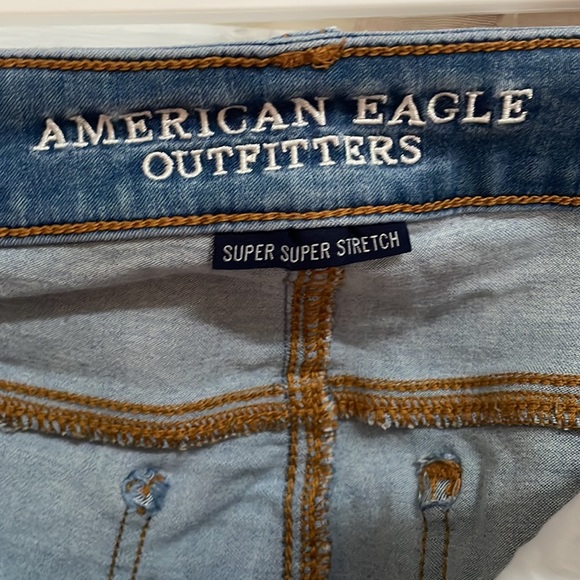 AMERICAN EAGLE
OUTFITTERS
SUPER SUPER STRETCH